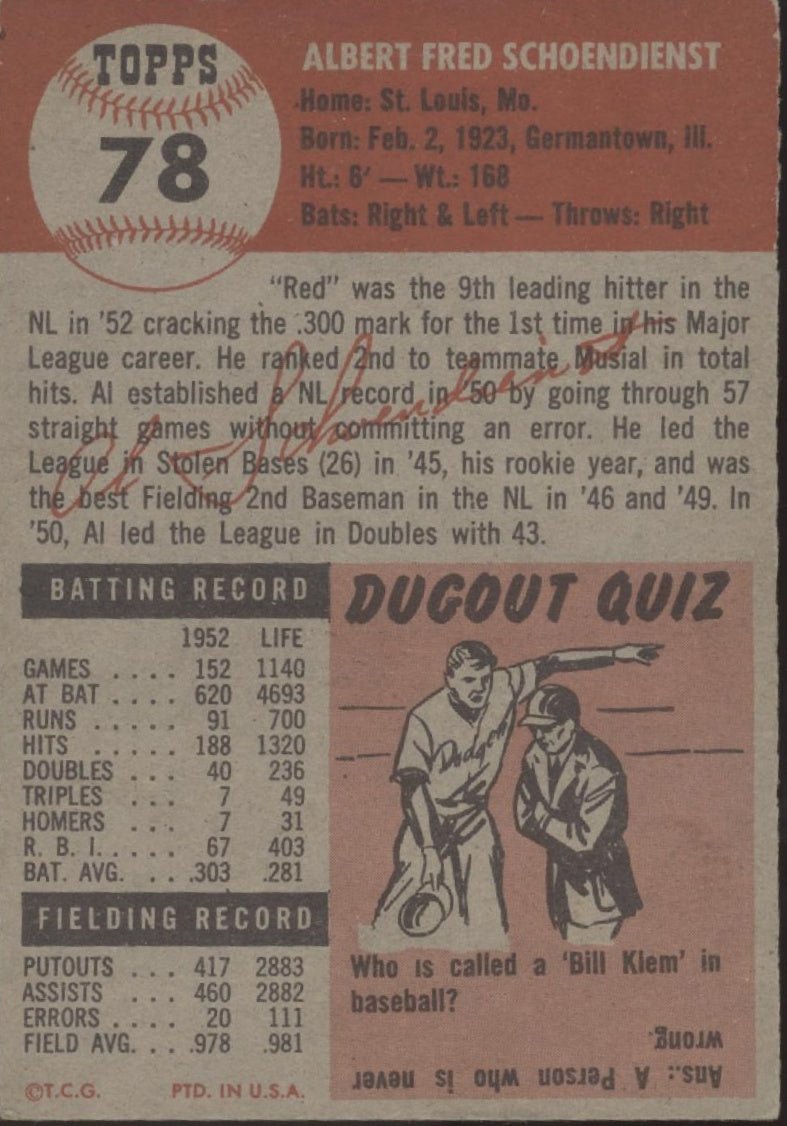 TOPPS
78
ALBERT FRED SCHOENDIENST
Home: St. Louis, Mo.
Born: Feb. 2, 1923, Germantown, Ill.
Ht.: 6' — Wt.: 168
Bats: Right & Left — Throws: Right
"Red" was the 9th leading hitter in the
NL in '52 cracking the .300 mark for the 1st time in his Major
League career. He ranked 2nd to teammate Musial in total
hits. Al established a NL record in '50 by going through 57
straight games without committing an error. He led the
League in Stolen Bases (26) in '45, his rookie year, and was
the best Fielding 2nd Baseman in the NL in '46 and '49. In
'50, Al led the League in Doubles with 43.
Al Schoendienst
BATTING RECORD
1952 LIFE
GAMES . . . . 152 1140
AT BAT . . . . 620 4693
RUNS . . . . . 91 700
HITS . . . . . 188 1320
DOUBLES . . . 40 236
TRIPLES . . . 7 49
HOMERS . . . 7 31
R. B. I. . . . . 67 403
BAT. AVG. . . .303 .281
FIELDING RECORD
PUTOUTS . . . 417 2883
ASSISTS . . . 460 2882
ERRORS . . . . 20 111
FIELD AVG. . . .978 .981
©T.C.G. PTD. IN U.S.A.
DUGOUT QUIZ
Dodgers
Who is called a 'Bill Klem' in
baseball?
Ans.: A Person who is never
wrong.